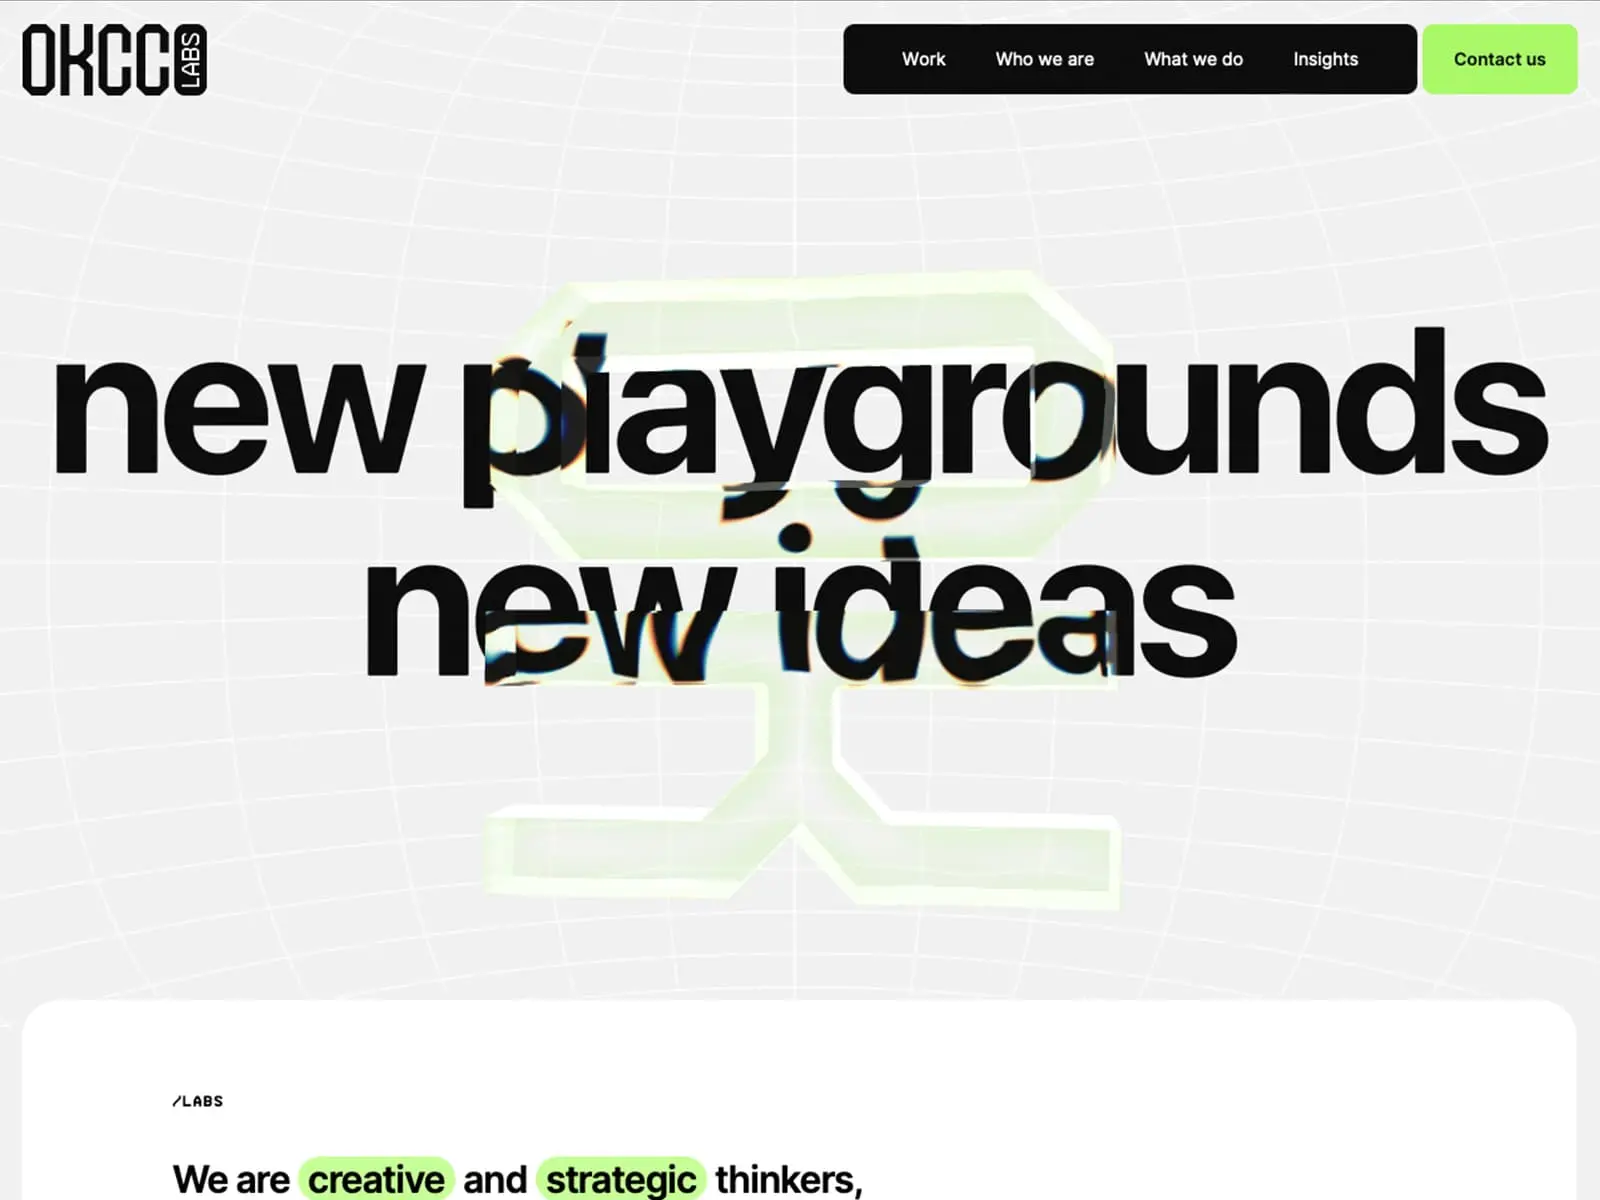 OKCC LABS
Work Who we are What we do Insights Contact us
new playgrounds
new ideas
/LABS
We are creative and strategic thinkers,